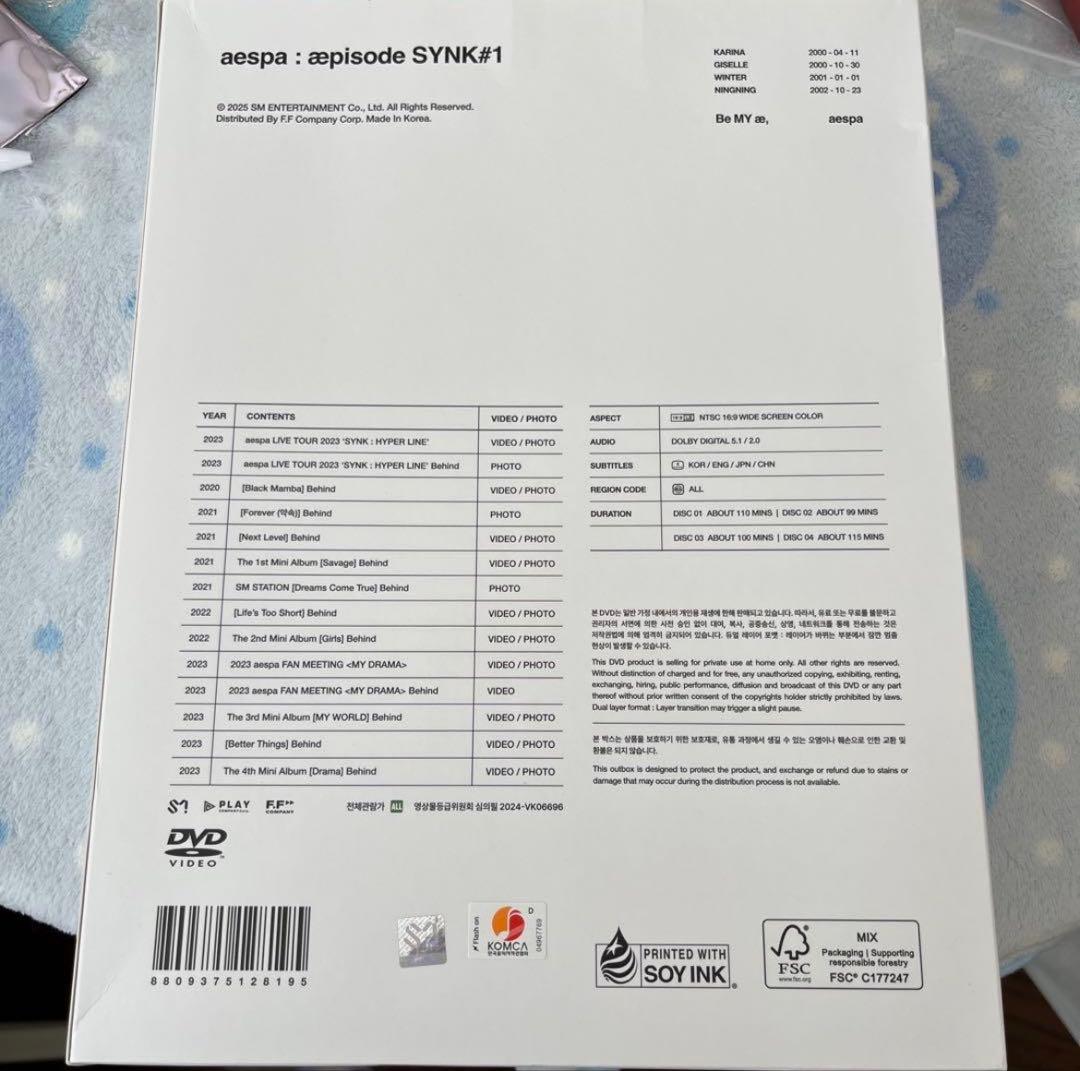 aespa : æpisode SYNK#1
© 2025 SM ENTERTAINMENT Co., Ltd. All Rights Reserved.
Distributed By F.F Company Corp. Made In Korea.
KARINA 2000 - 04 - 11
GISELLE 2000 - 10 - 30
WINTER 2001 - 01 - 01
NINGNING 2002 - 10 - 23
Be MY æ, aespa
YEAR CONTENTS VIDEO / PHOTO
2023 aespa LIVE TOUR 2023 'SYNK : HYPER LINE' VIDEO / PHOTO
2023 aespa LIVE TOUR 2023 'SYNK : HYPER LINE' Behind PHOTO
2020 [Black Mamba] Behind VIDEO / PHOTO
2021 [Forever (약속)] Behind PHOTO
2021 [Next Level] Behind VIDEO / PHOTO
2021 The 1st Mini Album [Savage] Behind VIDEO / PHOTO
2021 SM STATION [Dreams Come True] Behind PHOTO
2022 [Life's Too Short] Behind VIDEO / PHOTO
2022 The 2nd Mini Album [Girls] Behind VIDEO / PHOTO
2023 2023 aespa FAN MEETING <MY DRAMA> VIDEO / PHOTO
2023 2023 aespa FAN MEETING <MY DRAMA> Behind VIDEO
2023 The 3rd Mini Album [MY WORLD] Behind VIDEO / PHOTO
2023 [Better Things] Behind VIDEO / PHOTO
2023 The 4th Mini Album [Drama] Behind VIDEO / PHOTO
ASPECT 16:9 LB NTSC 16:9 WIDE SCREEN COLOR
AUDIO DOLBY DIGITAL 5.1 / 2.0
SUBTITLES KOR / ENG / JPN / CHN
REGION CODE ALL
DURATION DISC 01 ABOUT 110 MINS | DISC 02 ABOUT 99 MINS
DISC 03 ABOUT 100 MINS | DISC 04 ABOUT 115 MINS
본 DVD는 일반 가정 내에서의 개인용 재생에 한해 판매되고 있습니다. 따라서, 유료 또는 무료를 불문하고
권리자의 서면에 의한 사전 승인 없이 대여, 복사, 공중송신, 상영, 네트워크를 통해 전송하는 것은
저작권법에 의해 엄격히 금지되어 있습니다. 듀얼 레이어 포맷 : 레이어가 바뀌는 부분에서 잠깐 멈춤
현상이 발생할 수 있습니다.
This DVD product is selling for private use at home only. All other rights are reserved.
Without distinction of charged and for free, any unauthorized copying, exhibiting, renting,
exchanging, hiring, public performance, diffusion and broadcast of this DVD or any part
thereof without prior written consent of the copyrights holder strictly prohibited by laws.
Dual layer format : Layer transition may trigger a slight pause.
본 박스는 상품을 보호하기 위한 보호재로, 유통 과정에서 생길 수 있는 오염이나 훼손으로 인한 교환 및
환불은 되지 않습니다.
This outbox is designed to protect the product, and exchange or refund due to stains or
damage that may occur during the distribution process is not available.
SM PLAY F.F
COMPANY
전체관람가 ALL 영상물등급위원회 심의필 2024-VK06696
DVD
VIDEO
8809375128195
Flash on
D
KOMCA
한국음악저작권협회
04967769
PRINTED WITH
SOY INK
FSC
www.fsc.org
MIX
Packaging | Supporting
responsible forestry
FSC® C177247